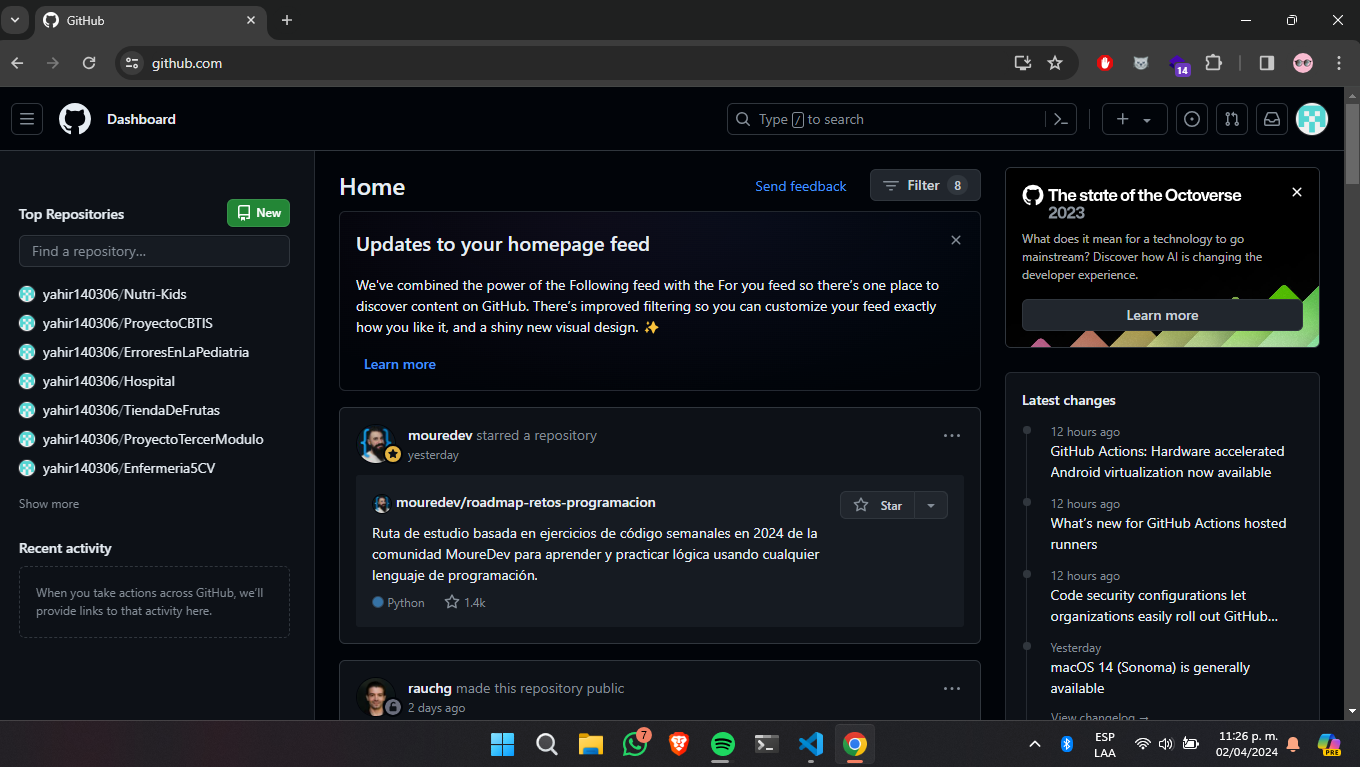 GitHub
github.com
14
Dashboard
Type / to search
Top Repositories
New
Find a repository...
yahir140306/Nutri-Kids
yahir140306/ProyectoCBTIS
yahir140306/ErroresEnLaPediatria
yahir140306/Hospital
yahir140306/TiendaDeFrutas
yahir140306/ProyectoTercerModulo
yahir140306/Enfermeria5CV
Show more
Recent activity
When you take actions across GitHub, we'll
provide links to that activity here.
Home
Send feedback
Filter 8
Updates to your homepage feed
We've combined the power of the Following feed with the For you feed so there's one place to
discover content on GitHub. There's improved filtering so you can customize your feed exactly
how you like it, and a shiny new visual design. ✨
Learn more
mouredev starred a repository
yesterday
mouredev/roadmap-retos-programacion
Star
Ruta de estudio basada en ejercicios de código semanales en 2024 de la
comunidad MoureDev para aprender y practicar lógica usando cualquier
lenguaje de programación.
Python 1.4k
rauchg made this repository public
2 days ago
The state of the Octoverse
2023
What does it mean for a technology to go
mainstream? Discover how AI is changing the
developer experience.
Learn more
Latest changes
12 hours ago
GitHub Actions: Hardware accelerated
Android virtualization now available
12 hours ago
What's new for GitHub Actions hosted
runners
12 hours ago
Code security configurations let
organizations easily roll out GitHub...
Yesterday
macOS 14 (Sonoma) is generally
available
View changelog →
7
ESP
LAA
11:26 p. m.
02/04/2024
PRE